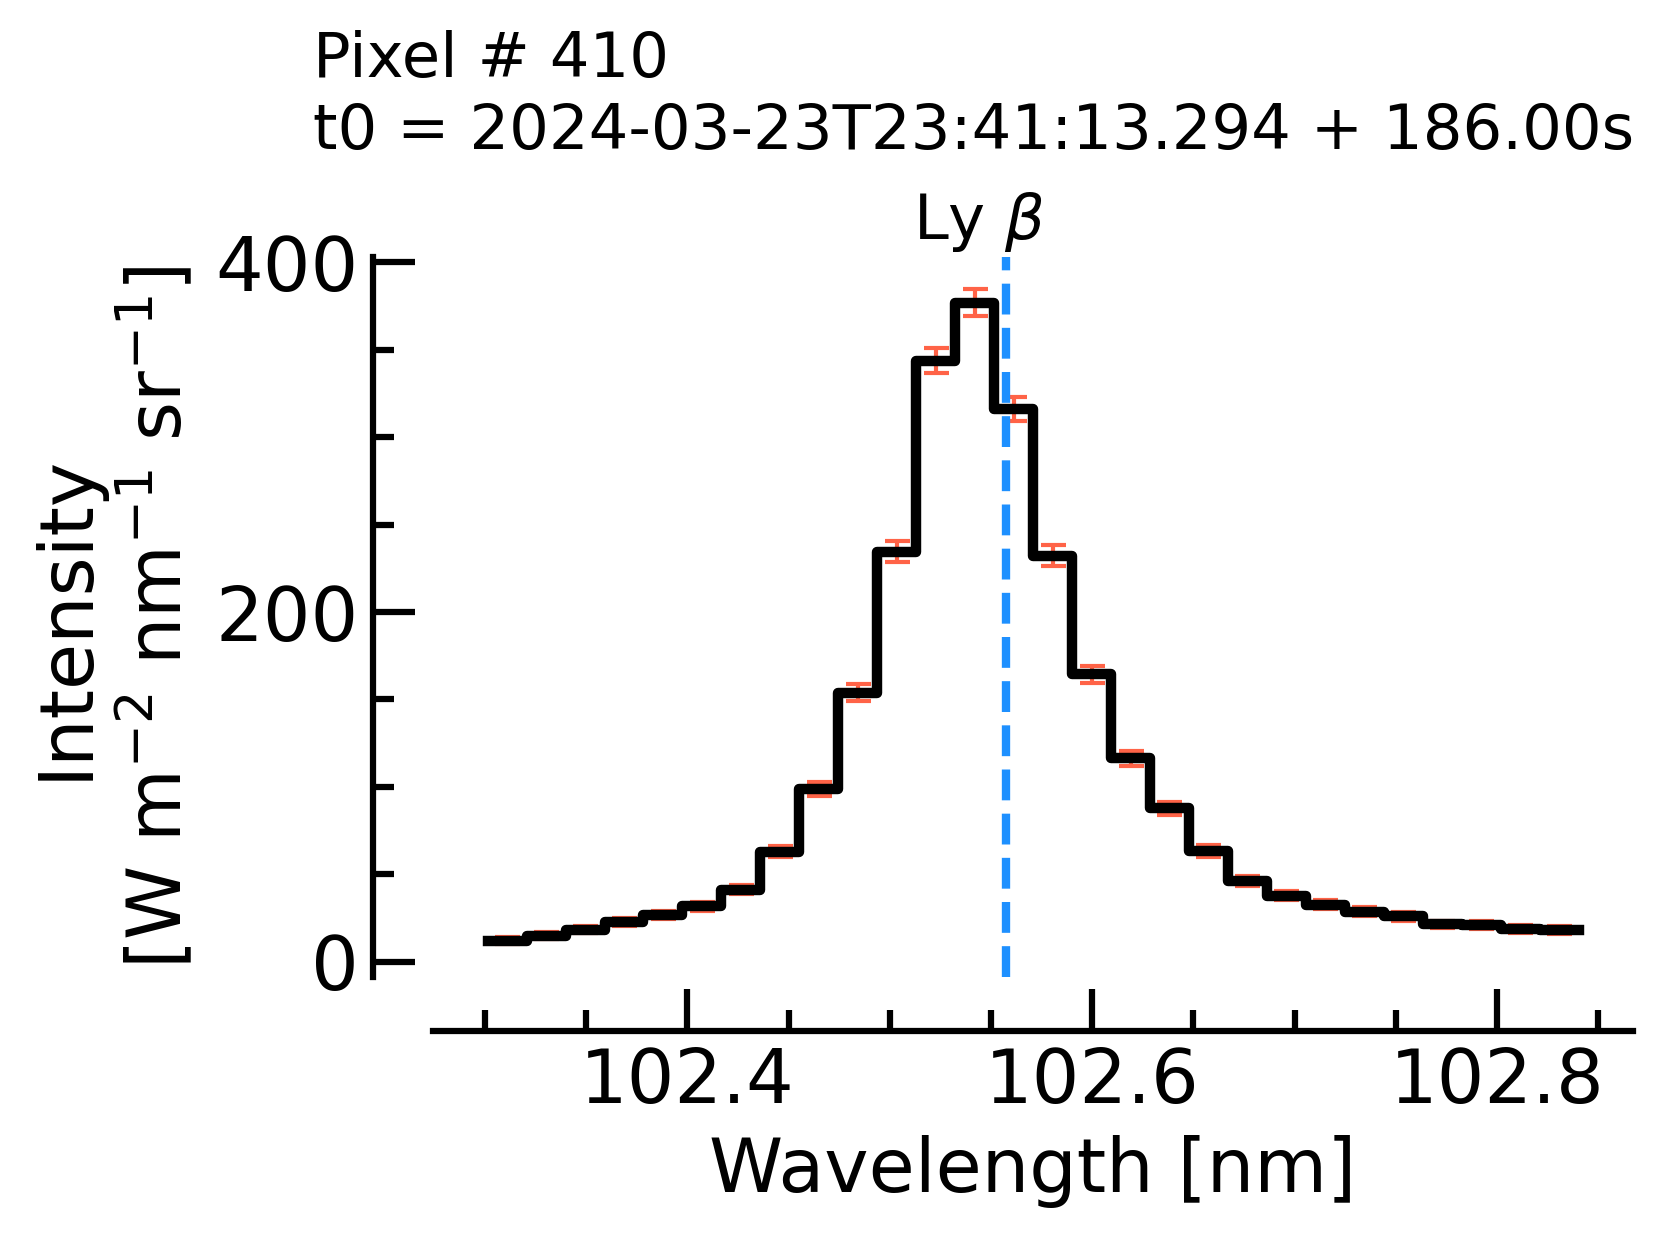 Pixel # 410
t0 = 2024-03-23T23:41:13.294 + 186.00s
Ly β
400
200
0
Intensity
[W m⁻² nm⁻¹ sr⁻¹]
102.4 102.6 102.8
Wavelength [nm]